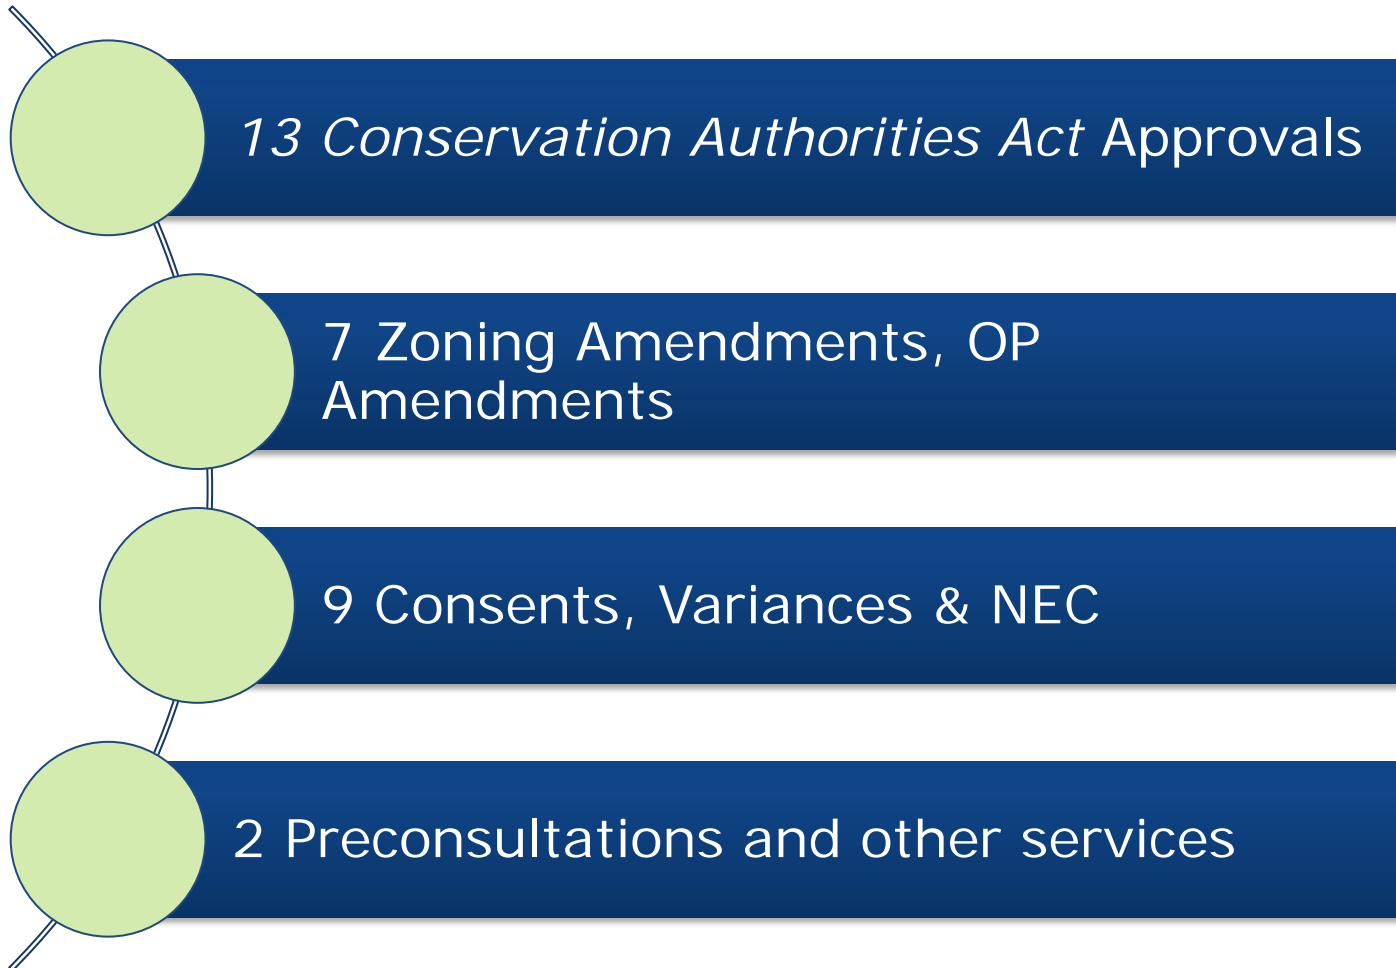 13 Conservation Authorities Act Approvals
7 Zoning Amendments, OP
Amendments
9 Consents, Variances & NEC
2 Preconsultations and other services